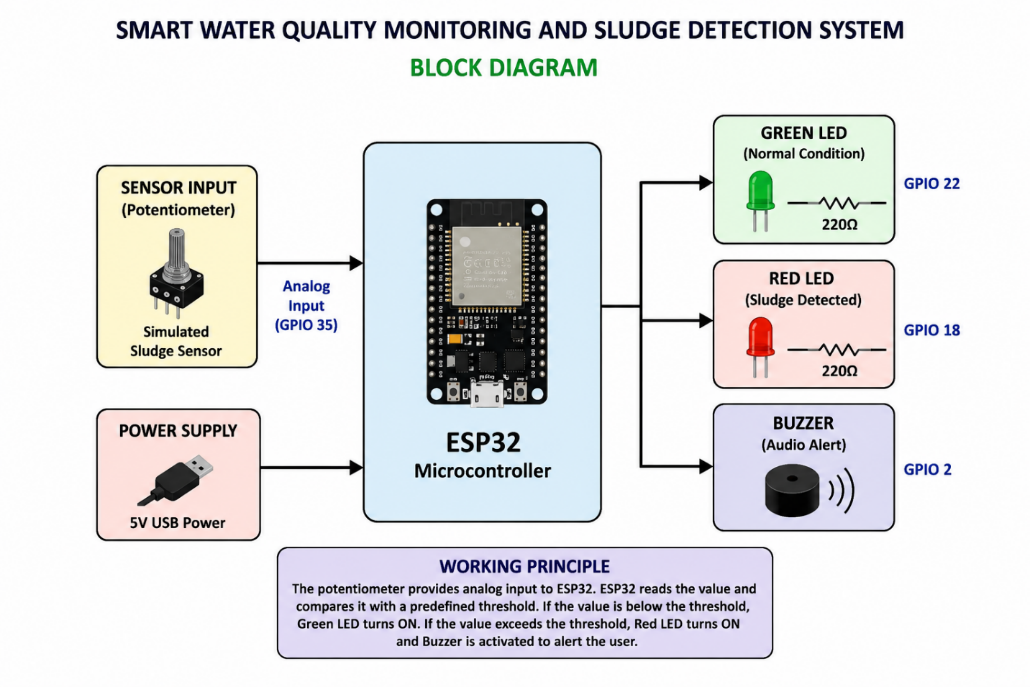 SMART WATER QUALITY MONITORING AND SLUDGE DETECTION SYSTEM
BLOCK DIAGRAM
SENSOR INPUT
(Potentiometer)
Simulated
Sludge Sensor
Analog
Input
(GPIO 35)
POWER SUPPLY
5V USB Power
ESP32
Microcontroller
GREEN LED
(Normal Condition)
220Ω
GPIO 22
RED LED
(Sludge Detected)
220Ω
GPIO 18
BUZZER
(Audio Alert)
GPIO 2
WORKING PRINCIPLE
The potentiometer provides analog input to ESP32. ESP32 reads the value and
compares it with a predefined threshold. If the value is below the threshold,
Green LED turns ON. If the value exceeds the threshold, Red LED turns ON
and Buzzer is activated to alert the user.